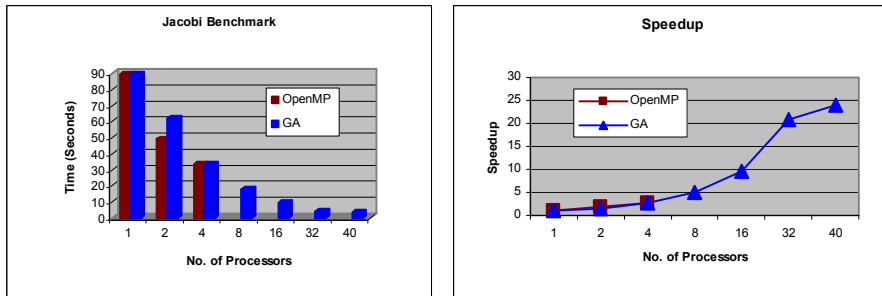 Jacobi Benchmark
90
80
70
60
50
40
30
20
10
0
Time (Seconds)
OpenMP
GA
1 2 4 8 16 32 40
No. of Processors
Speedup
30
25
20
15
10
5
0
Speedup
OpenMP
GA
1 2 4 8 16 32 40
No. of Processors